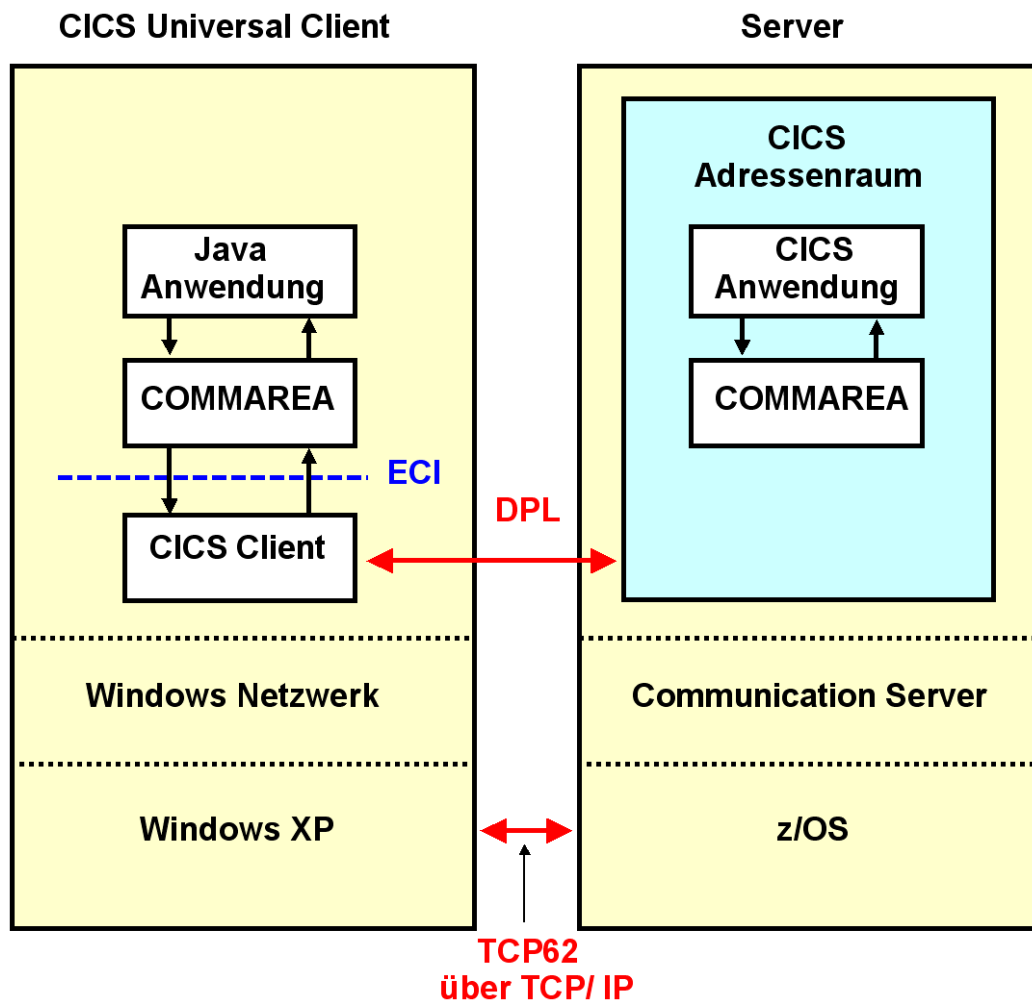 CICS Universal Client
Server
Java
Anwendung
COMMAREA
ECI
CICS Client
Windows Netzwerk
Windows XP
DPL
TCP62
über TCP/ IP
CICS
Adressenraum
CICS
Anwendung
COMMAREA
Communication Server
z/OS